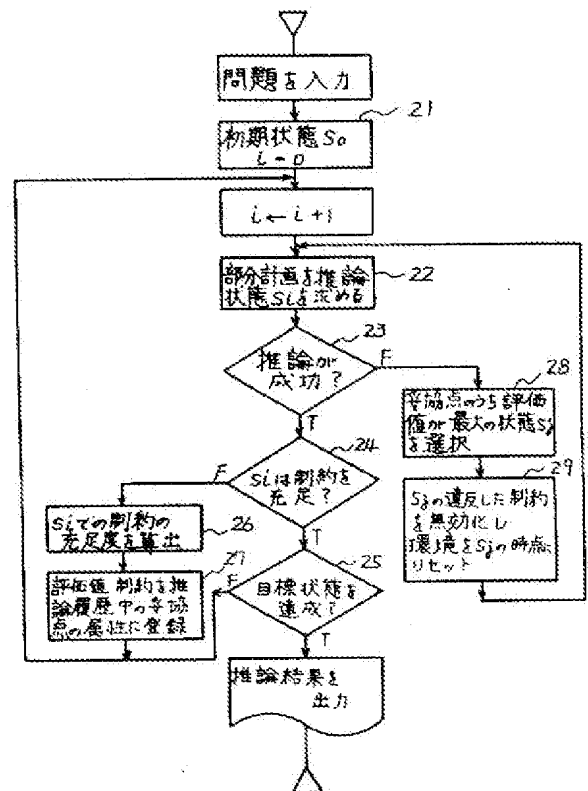 問題を入力
21
初期状態S₀
i = 0
i ← i + 1
22
部分計画を推論
状態Siを求める
23
推論が
成功?
F
T
28
妥協点のうち評価
値が最大の状態Sj
を選択
24
Siは制約を
充足?
F
T
29
Sjの違反した制約
を無効化し
環境をSjの時点に
リセット
26
Siでの制約の
充足度を算出
27
評価値 制約を推
論履歴中の妥協
点の属性に登録
25
目標状態を
達成?
F
T
推論結果を
出力